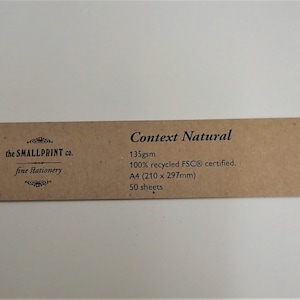 the SMALLPRINT co.
fine stationery
Context Natural
135gsm.
100% recycled FSC® certified.
A4 (210 x 297mm)
50 sheets